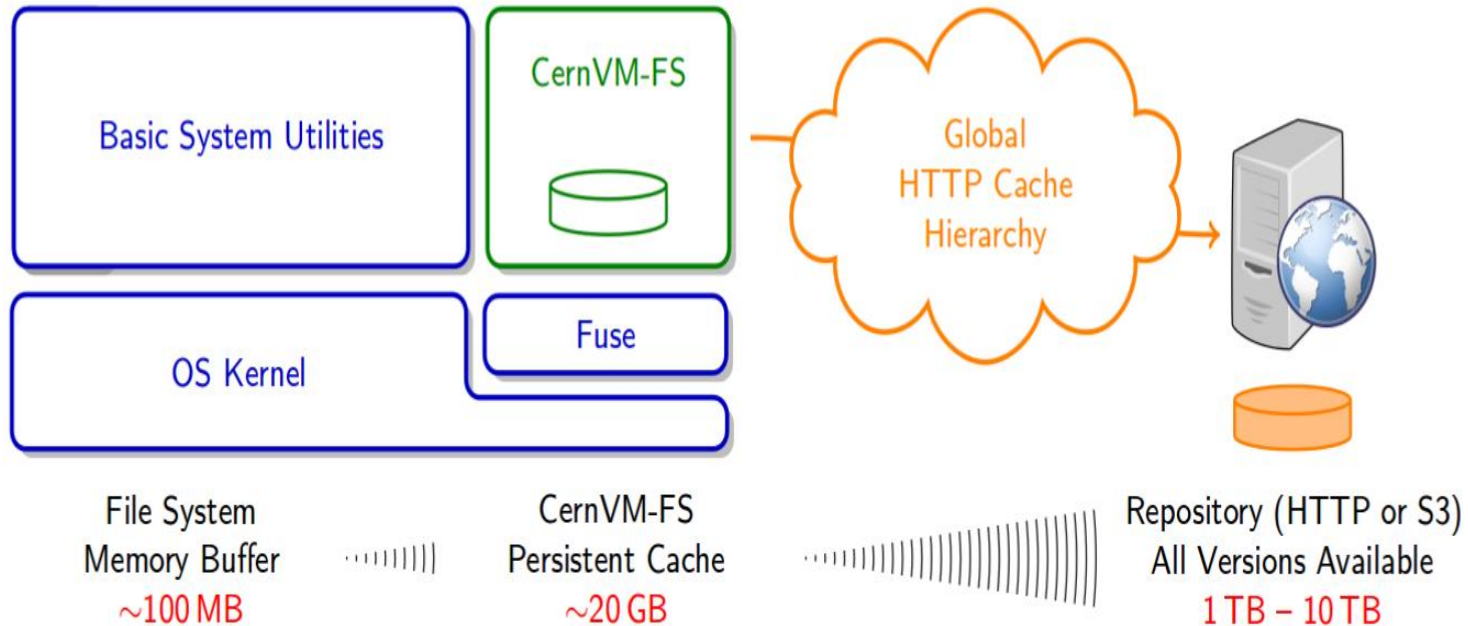 Basic System Utilities
CernVM-FS
Global
HTTP Cache
Hierarchy
OS Kernel
Fuse
File System
Memory Buffer
~100 MB
CernVM-FS
Persistent Cache
~20 GB
Repository (HTTP or S3)
All Versions Available
1 TB – 10 TB